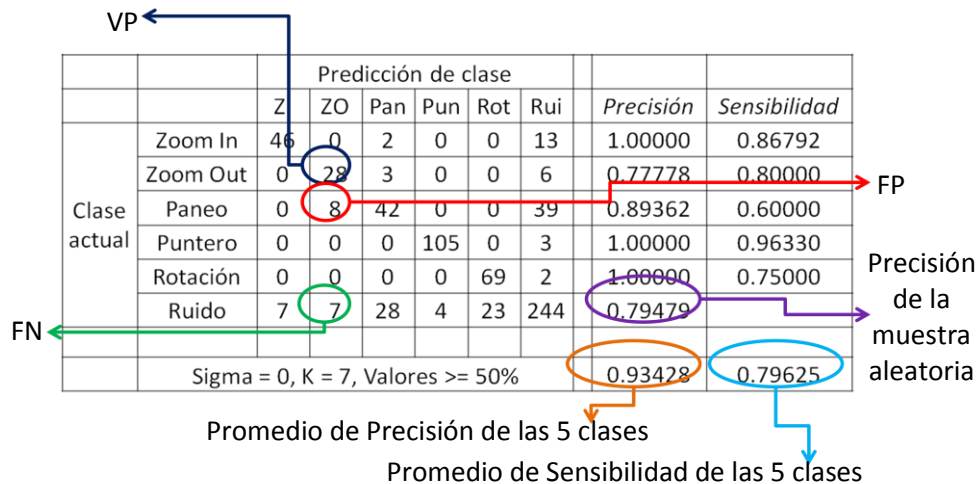 VP
Predicción de clase
Z ZO Pan Pun Rot Rui Precisión Sensibilidad
Zoom In 46 0 2 0 0 13 1.00000 0.86792
Zoom Out 0 28 3 0 0 6 0.77778 0.80000
FP
Clase actual
Paneo 0 8 42 0 0 39 0.89362 0.60000
Puntero 0 0 0 105 0 3 1.00000 0.96330
Rotación 0 0 0 0 69 2 1.00000 0.75000
Ruido 7 7 28 4 23 244 0.79479
Precisión
de la
muestra
aleatoria
FN
Sigma = 0, K = 7, Valores >= 50% 0.93428 0.79625
Promedio de Precisión de las 5 clases
Promedio de Sensibilidad de las 5 clases